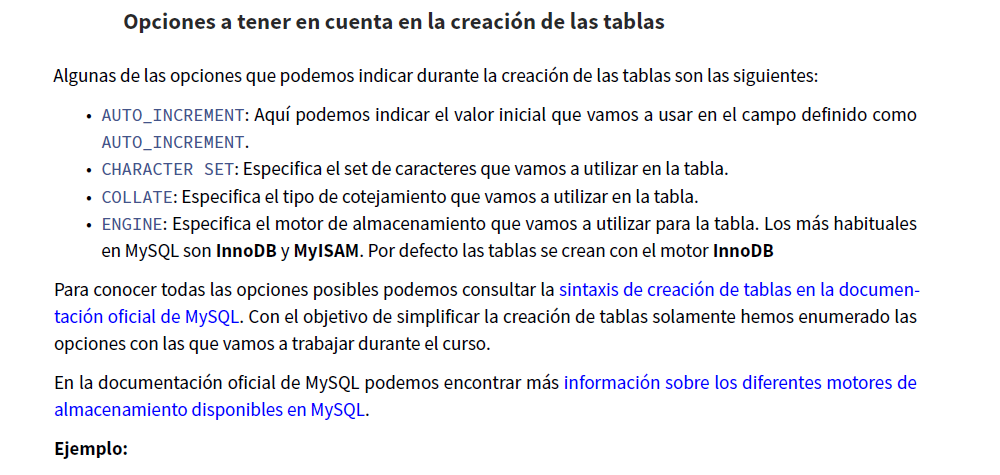 Opciones a tener en cuenta en la creación de las tablas
Algunas de las opciones que podemos indicar durante la creación de las tablas son las siguientes:
• AUTO_INCREMENT: Aquí podemos indicar el valor inicial que vamos a usar en el campo definido como
AUTO_INCREMENT.
• CHARACTER SET: Especifica el set de caracteres que vamos a utilizar en la tabla.
• COLLATE: Especifica el tipo de cotejamiento que vamos a utilizar en la tabla.
• ENGINE: Especifica el motor de almacenamiento que vamos a utilizar para la tabla. Los más habituales
en MySQL son InnoDB y MyISAM. Por defecto las tablas se crean con el motor InnoDB
Para conocer todas las opciones posibles podemos consultar la sintaxis de creación de tablas en la documen-
tación oficial de MySQL. Con el objetivo de simplificar la creación de tablas solamente hemos enumerado las
opciones con las que vamos a trabajar durante el curso.
En la documentación oficial de MySQL podemos encontrar más información sobre los diferentes motores de
almacenamiento disponibles en MySQL.
Ejemplo: